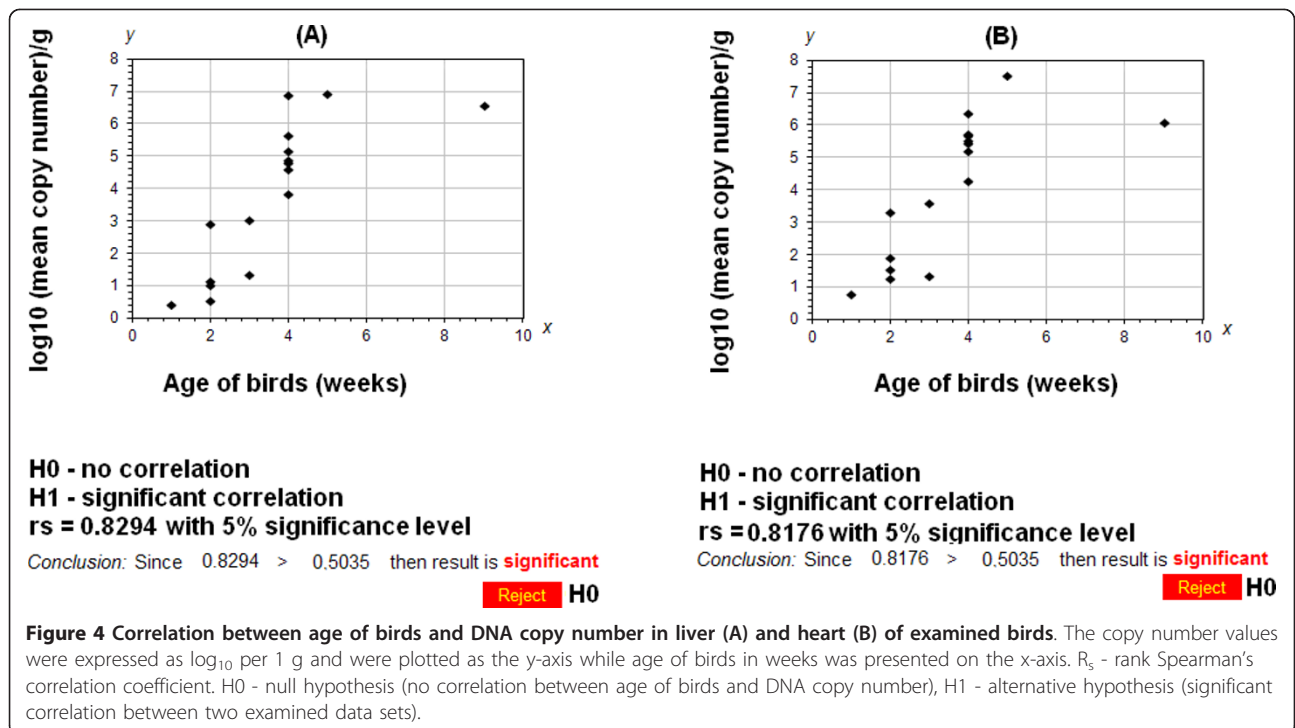 (A)
y
log10 (mean copy number)/g
8
7
6
5
4
3
2
1
0
0 2 4 6 8 10 x
Age of birds (weeks)
H0 - no correlation
H1 - significant correlation
rs = 0.8294 with 5% significance level
Conclusion: Since 0.8294 > 0.5035 then result is significant
Reject H0
(B)
y
log10 (mean copy number)/g
8
7
6
5
4
3
2
1
0
0 2 4 6 8 10 x
Age of birds (weeks)
H0 - no correlation
H1 - significant correlation
rs = 0.8176 with 5% significance level
Conclusion: Since 0.8176 > 0.5035 then result is significant
Reject H0
Figure 4 Correlation between age of birds and DNA copy number in liver (A) and heart (B) of examined birds. The copy number values
were expressed as log₁₀ per 1 g and were plotted as the y-axis while age of birds in weeks was presented on the x-axis. Rₛ - rank Spearman's
correlation coefficient. H0 - null hypothesis (no correlation between age of birds and DNA copy number), H1 - alternative hypothesis (significant
correlation between two examined data sets).